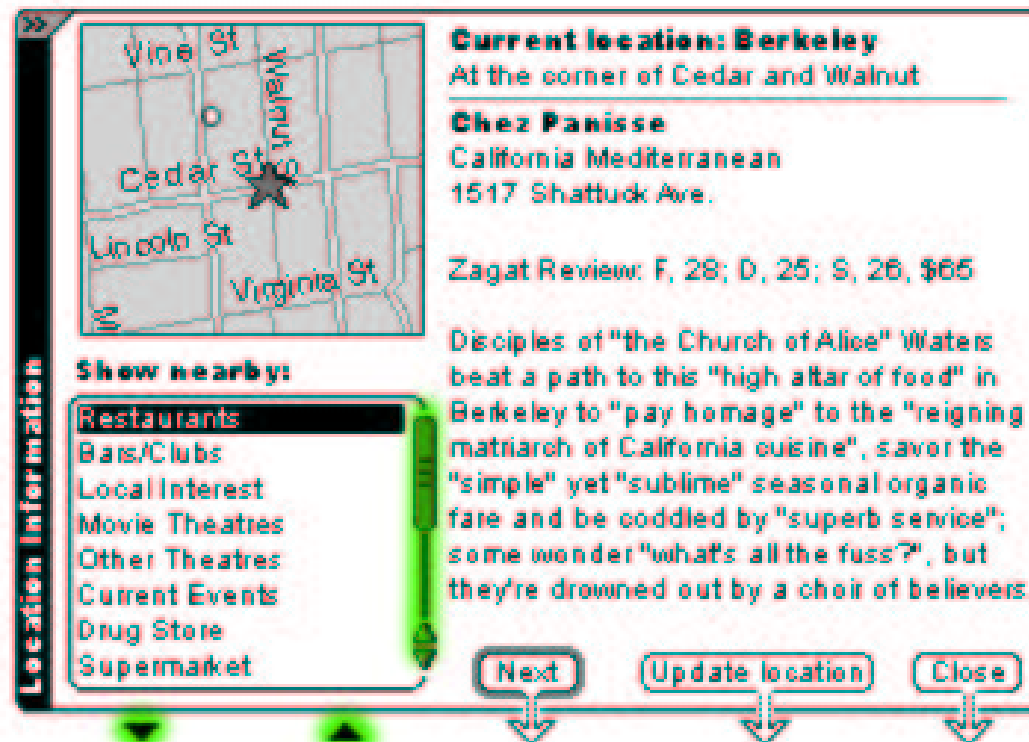 >>
Location Information
Vine St
Walnut St
Cedar St
Lincoln St
Virginia St
Show nearby:
Restaurants
Bars/Clubs
Local Interest
Movie Theatres
Other Theatres
Current Events
Drug Store
Supermarket
Current location: Berkeley
At the corner of Cedar and Walnut
Chez Panisse
California Mediterranean
1517 Shattuck Ave.
Zagat Review: F, 28; D, 25; S, 26, $65
Disciples of "the Church of Alice" Waters
beat a path to this "high altar of food" in
Berkeley to "pay homage" to the "reigning
matriarch of California cuisine", savor the
"simple" yet "sublime" seasonal organic
fare and be coddled by "superb service";
some wonder "what's all the fuss?", but
they're drowned out by a choir of believers.
Next
Update location
Close